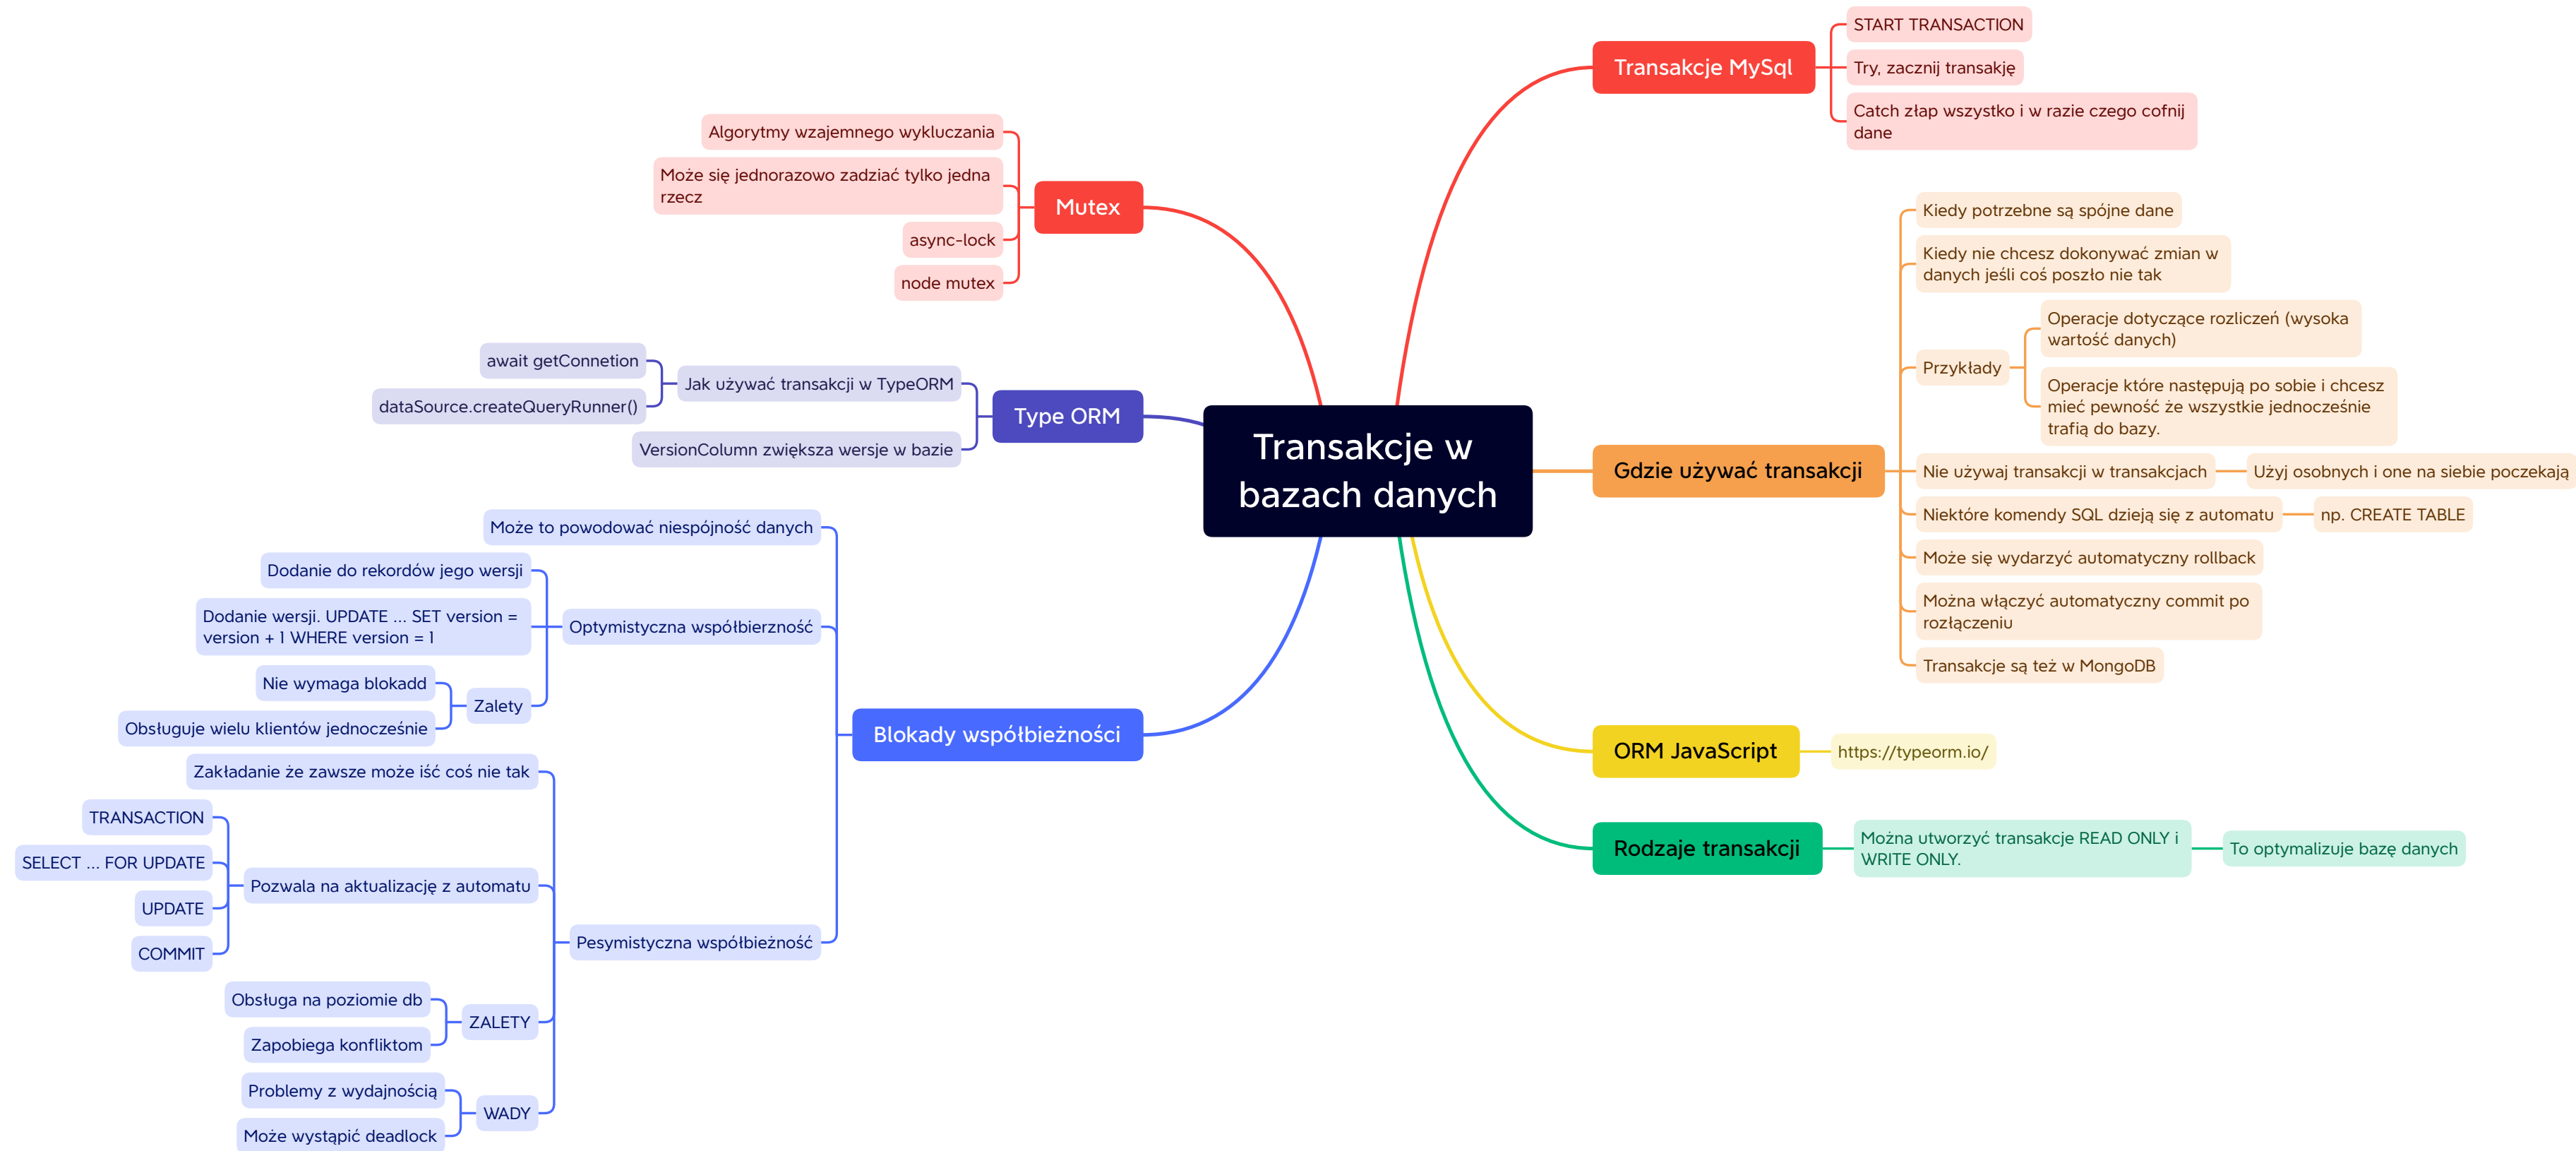 Transakcje w
bazach danych
Transakcje MySql
START TRANSACTION
Try, zacznij transakję
Catch złap wszystko i w razie czego cofnij
dane
Gdzie używać transakcji
Kiedy potrzebne są spójne dane
Kiedy nie chcesz dokonywać zmian w
danych jeśli coś poszło nie tak
Przykłady
Operacje dotyczące rozliczeń (wysoka
wartość danych)
Operacje które następują po sobie i chcesz
mieć pewność że wszystkie jednocześnie
trafią do bazy.
Nie używaj transakcji w transakcjach
Użyj osobnych i one na siebie poczekają
Niektóre komendy SQL dzieją się z automatu
np. CREATE TABLE
Może się wydarzyć automatyczny rollback
Można włączyć automatyczny commit po
rozłączeniu
Transakcje są też w MongoDB
ORM JavaScript
https://typeorm.io/
Rodzaje transakcji
Można utworzyć transakcje READ ONLY i
WRITE ONLY.
To optymalizuje bazę danych
Mutex
Algorytmy wzajemnego wykluczania
Może się jednorazowo zadziać tylko jedna
rzecz
async-lock
node mutex
Type ORM
Jak używać transakcji w TypeORM
await getConnetion
dataSource.createQueryRunner()
VersionColumn zwiększa wersje w bazie
Blokady współbieżności
Może to powodować niespójność danych
Optymistyczna współbierzność
Dodanie do rekordów jego wersji
Dodanie wersji. UPDATE ... SET version =
version + 1 WHERE version = 1
Zalety
Nie wymaga blokadd
Obsługuje wielu klientów jednocześnie
Pesymistyczna współbieżność
Zakładanie że zawsze może iść coś nie tak
Pozwala na aktualizację z automatu
TRANSACTION
SELECT ... FOR UPDATE
UPDATE
COMMIT
ZALETY
Obsługa na poziomie db
Zapobiega konfliktom
WADY
Problemy z wydajnością
Może wystąpić deadlock